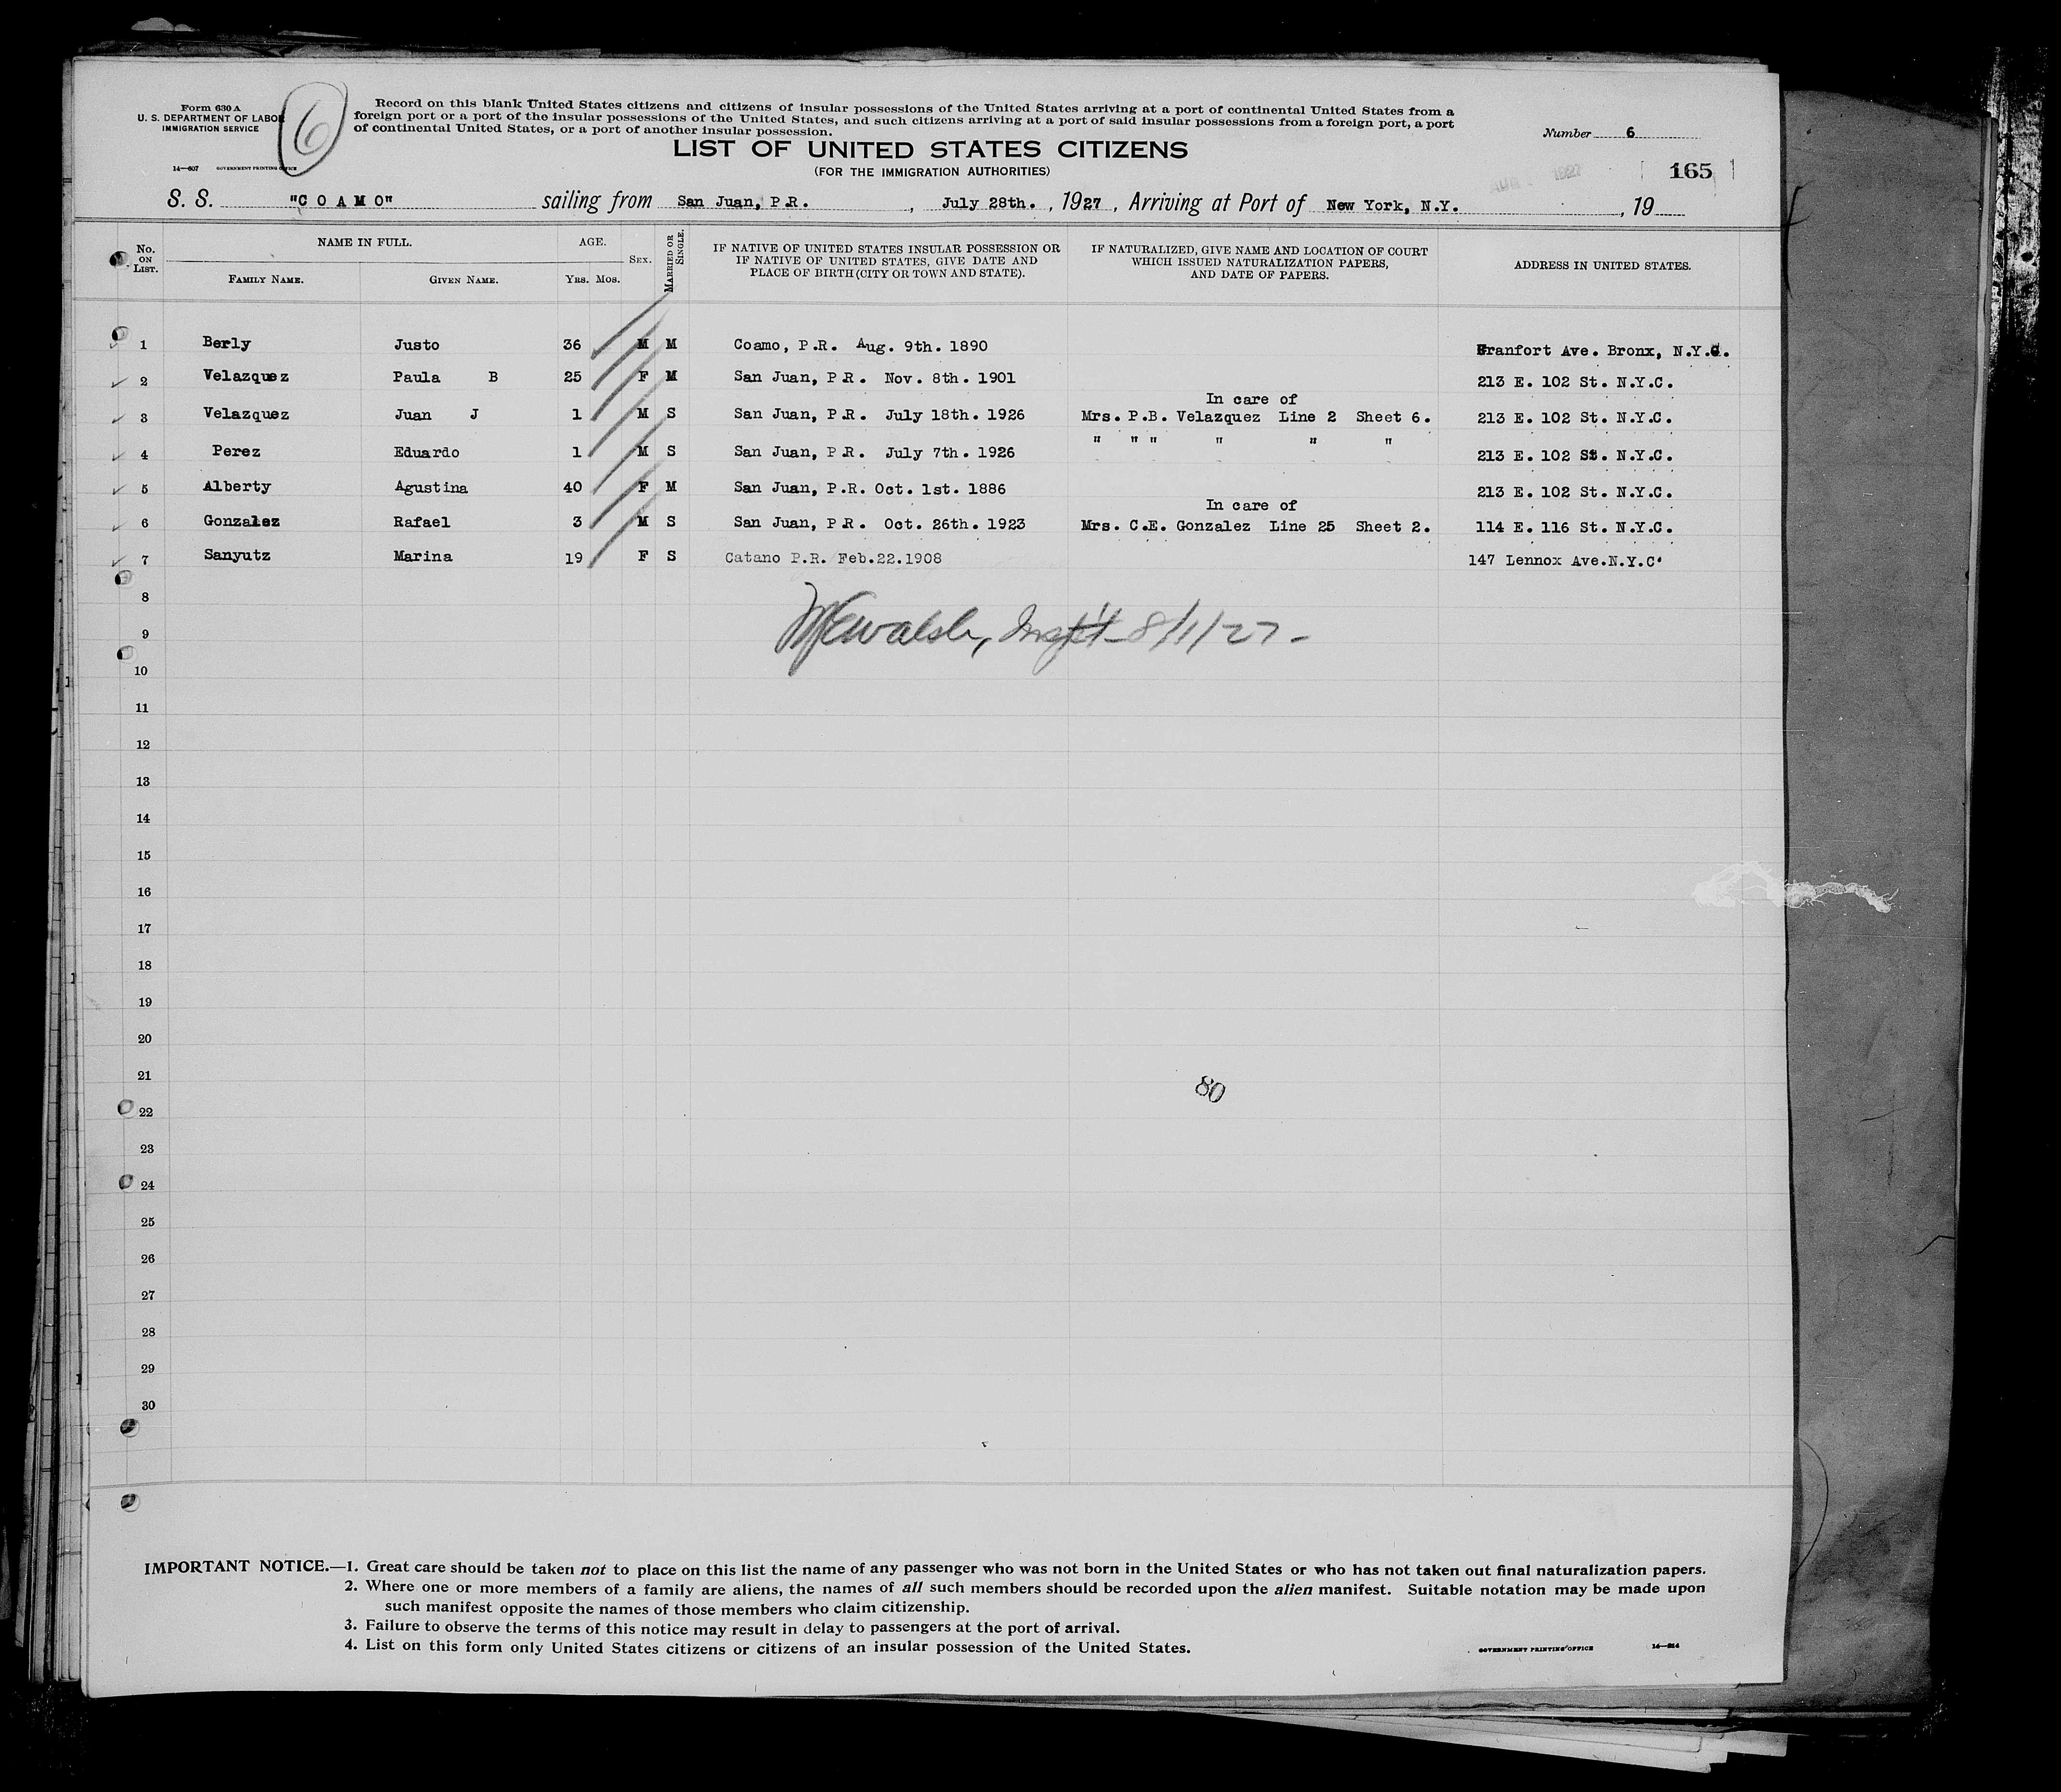 Form 630 A
U. S. DEPARTMENT OF LABOR
IMMIGRATION SERVICE
14—607 GOVERNMENT PRINTING OFFICE
6
Record on this blank United States citizens and citizens of insular possessions of the United States arriving at a port of continental United States from a
foreign port or a port of the insular possessions of the United States, and such citizens arriving at a port of said insular possessions from a foreign port, a port
of continental United States, or a port of another insular possession.
Number 6
LIST OF UNITED STATES CITIZENS
(FOR THE IMMIGRATION AUTHORITIES)
165
S. S. "C O A M O" sailing from San Juan, P.R. , July 28th. , 1927 , Arriving at Port of New York, N.Y. , 19
No. ON LIST. NAME IN FULL. FAMILY NAME. GIVEN NAME. AGE. YRS. MOS. SEX. MARRIED OR SINGLE. IF NATIVE OF UNITED STATES INSULAR POSSESSION OR IF NATIVE OF UNITED STATES, GIVE DATE AND PLACE OF BIRTH (CITY OR TOWN AND STATE). IF NATURALIZED, GIVE NAME AND LOCATION OF COURT WHICH ISSUED NATURALIZATION PAPERS, AND DATE OF PAPERS. ADDRESS IN UNITED STATES.
1 Berly Justo 36 M M Coamo, P.R. Aug. 9th. 1890 Ave. Bronx, N.Y.C.
2 Velazquez Paula B 25 F M San Juan, P.R. Nov. 8th. 1901 213 E. 102 St. N.Y.C.
In care of
3 Velazquez Juan J 1 M S San Juan, P.R. July 18th. 1926 Mrs. P.B. Velazquez Line 2 Sheet 6. 213 E. 102 St. N.Y.C.
" " " " " "
4 Perez Eduardo 1 M S San Juan, P.R. July 7th. 1926 213 E. 102 St. N.Y.C.
5 Alberty Agustina 40 F M San Juan, P.R. Oct. 1st. 1886 213 E. 102 St. N.Y.C.
In care of
6 Gonzalez Rafael 3 M S San Juan, P.R. Oct. 26th. 1923 Mrs. C.E. Gonzalez Line 25 Sheet 2. 114 E. 116 St. N.Y.C.
7 Sanyutz Marina 19 F S Catano P.R. Feb.22.1908 147 Lennox Ave.N.Y.C.
8
Walsh, 8/1/27 -
9
10
11
12
13
14
15
16
17
18
19
20
21
80
22
23
24
25
26
27
28
29
30
IMPORTANT NOTICE.—1. Great care should be taken not to place on this list the name of any passenger who was not born in the United States or who has not taken out final naturalization papers.
2. Where one or more members of a family are aliens, the names of all such members should be recorded upon the alien manifest. Suitable notation may be made upon
such manifest opposite the names of those members who claim citizenship.
3. Failure to observe the terms of this notice may result in delay to passengers at the port of arrival.
4. List on this form only United States citizens or citizens of an insular possession of the United States.
GOVERNMENT PRINTING OFFICE 14—214